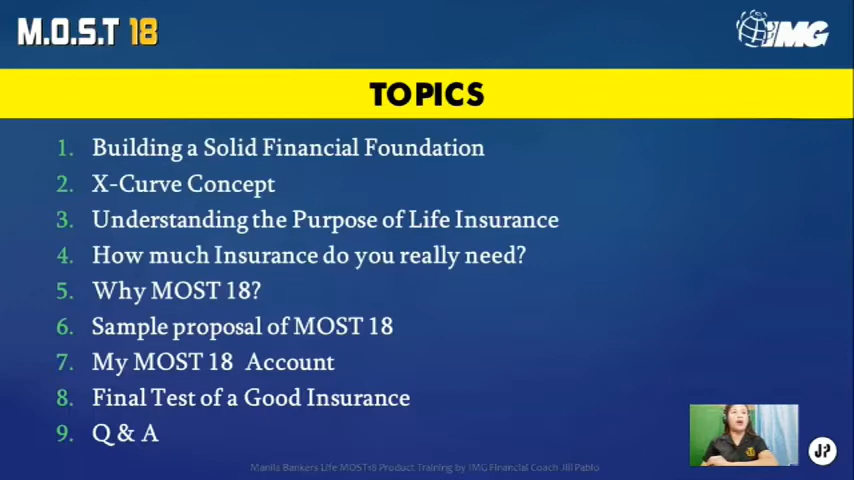 M.O.S.T 18
IMG
TOPICS
1. Building a Solid Financial Foundation
2. X-Curve Concept
3. Understanding the Purpose of Life Insurance
4. How much Insurance do you really need?
5. Why MOST 18?
6. Sample proposal of MOST 18
7. My MOST 18 Account
8. Final Test of a Good Insurance
9. Q & A
JP
Manila Bankers Life MOST18 Product Training by IMG Financial Coach Jill Pablo